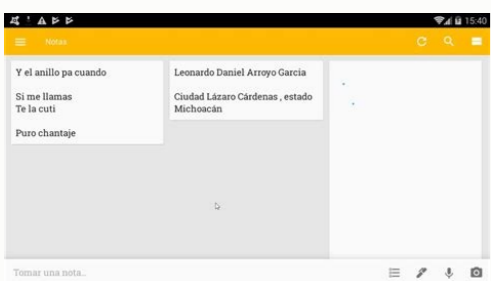 15:40
Notas
Y el anillo pa cuando
Si me llamas
Te la cuti
Puro chantaje
Leonardo Daniel Arroyo Garcia
Ciudad Lázaro Cárdenas , estado
Michoacán
Tomar una nota...